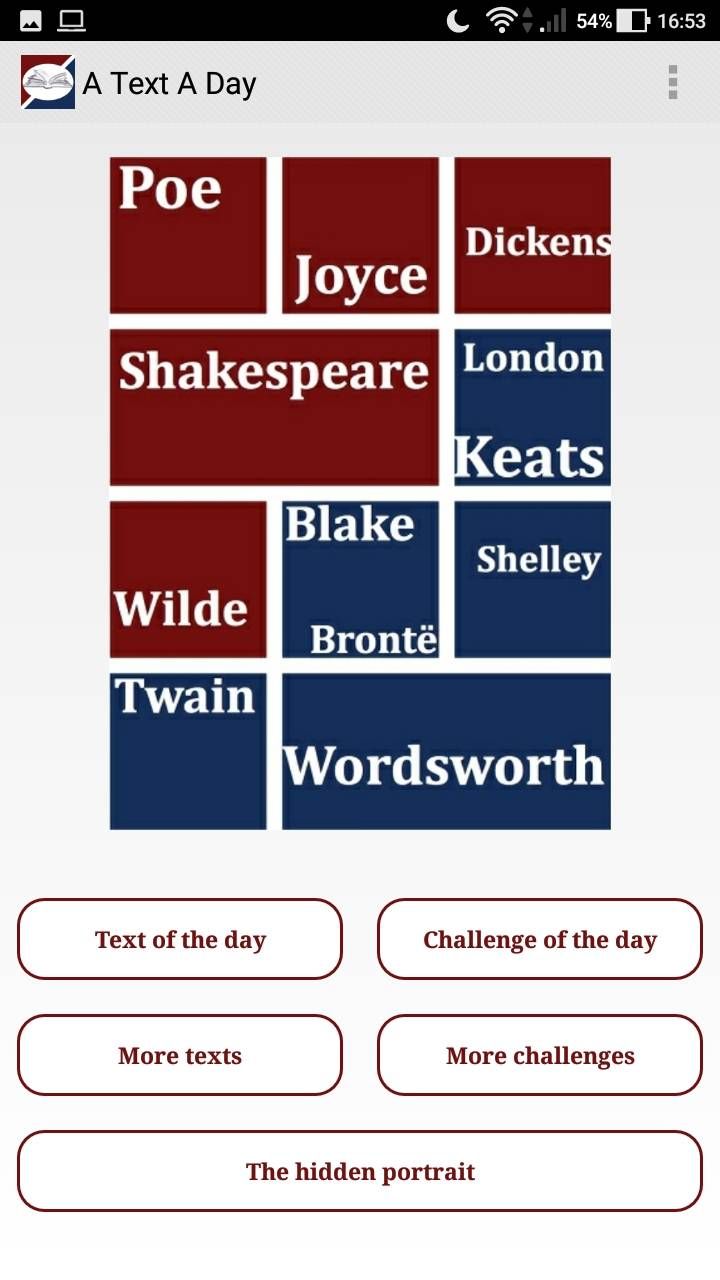 54% 16:53
A Text A Day
Poe
Joyce
Dickens
Shakespeare
London
Keats
Wilde
Blake
Brontë
Shelley
Twain
Wordsworth
Text of the day
Challenge of the day
More texts
More challenges
The hidden portrait